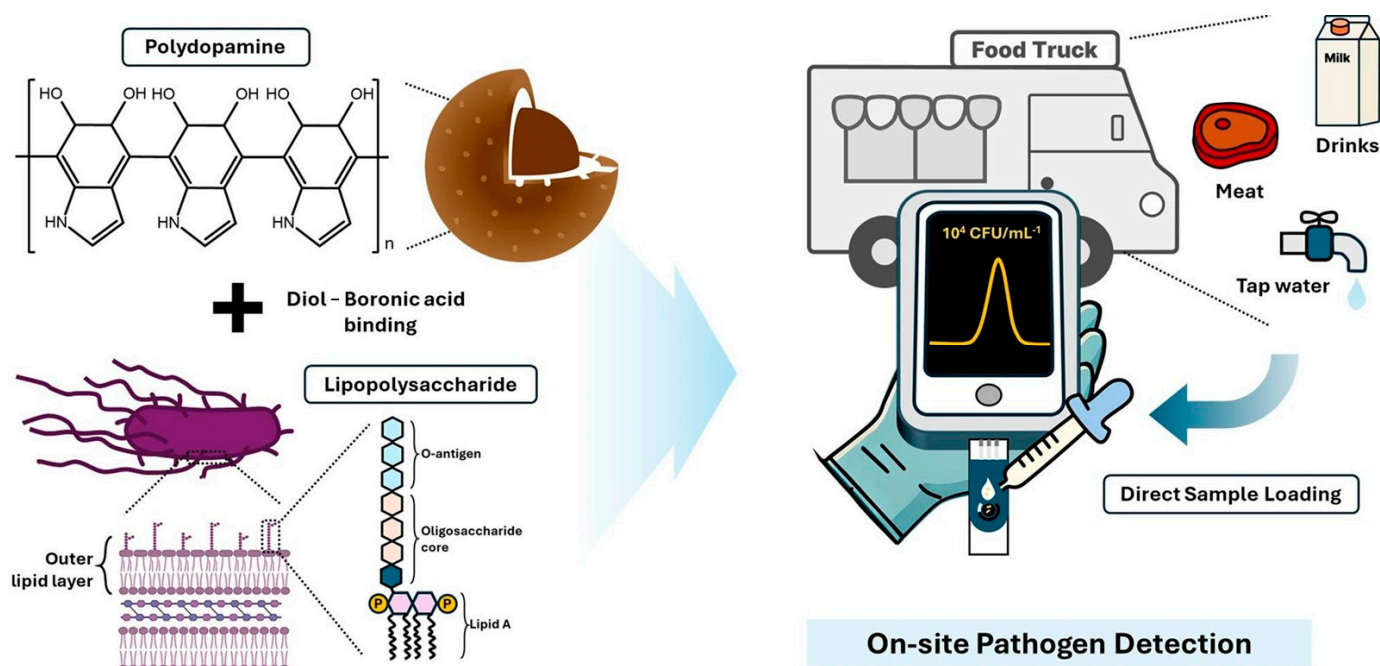 Polydopamine
HO OH HO OH HO OH
HN HN HN
n
Diol – Boronic acid
binding
Lipopolysaccharide
O-antigen
Oligosaccharide
core
Outer
lipid layer
P P
Lipid A
Food Truck
Milk
Drinks
Meat
10⁴ CFU/mL⁻¹
Tap water
Direct Sample Loading
On-site Pathogen Detection